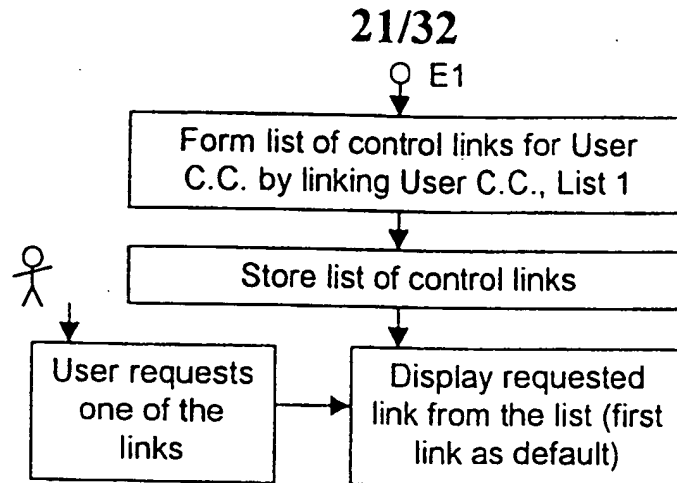 21/32
E1
Form list of control links for User
C.C. by linking User C.C., List 1
Store list of control links
User requests
one of the
links
Display requested
link from the list (first
link as default)